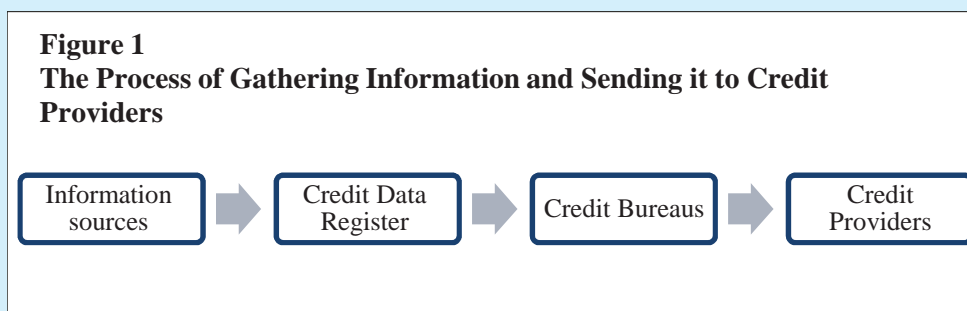 Figure 1
The Process of Gathering Information and Sending it to Credit
Providers
Information
sources
Credit Data
Register
Credit Bureaus
Credit
Providers